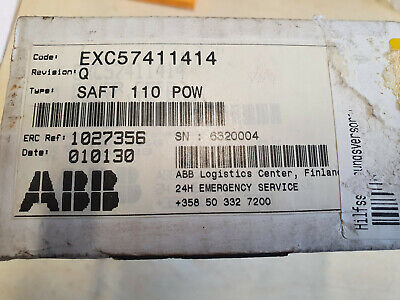 Code: EXC57411414
Revision: Q
Type: SAFT 110 POW
ERC Ref: 1027356 SN : 6320004
Date: 010130
ABB
ABB Logistics Center, Finland
24H EMERGENCY SERVICE
+358 50 332 7200